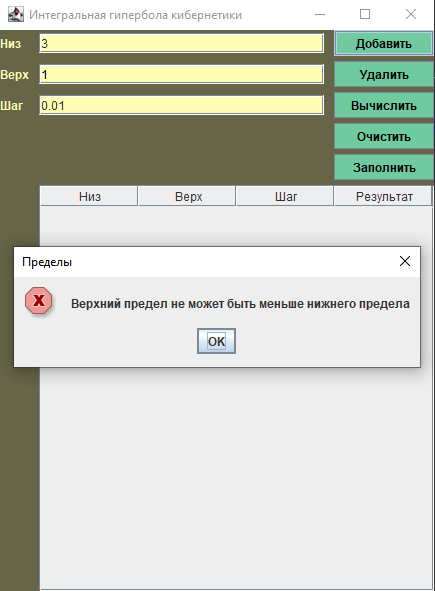 Интегральная гипербола кибернетики
Низ 3 Добавить
Верх 1 Удалить
Шаг 0.01 Вычислить
Очистить
Заполнить
Низ Верх Шаг Результат
Пределы
Верхний предел не может быть меньше нижнего предела
OK